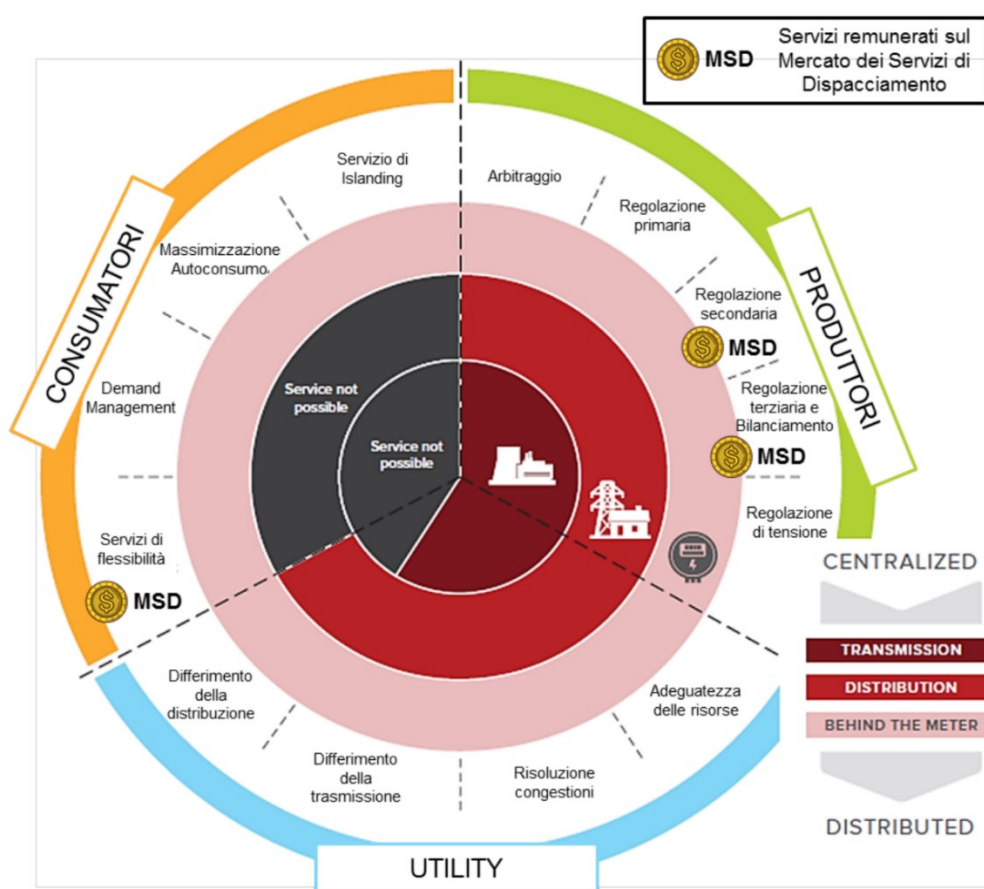 MSD
Servizi remunerati sul
Mercato dei Servizi di
Dispacciamento
CONSUMATORI
PRODUTTORI
UTILITY
Servizio di
Islanding
Arbitraggio
Regolazione
primaria
Massimizzazione
Autoconsumo
Regolazione
secondaria
MSD
Demand
Management
Regolazione
terziaria e
Bilanciamento
MSD
Service not
possible
Service not
possible
Servizi di
flessibilità
MSD
Regolazione
di tensione
Differimento
della
distribuzione
Differimento
della
trasmissione
Risoluzione
congestioni
Adeguatezza
delle risorse
CENTRALIZED
TRANSMISSION
DISTRIBUTION
BEHIND THE METER
DISTRIBUTED